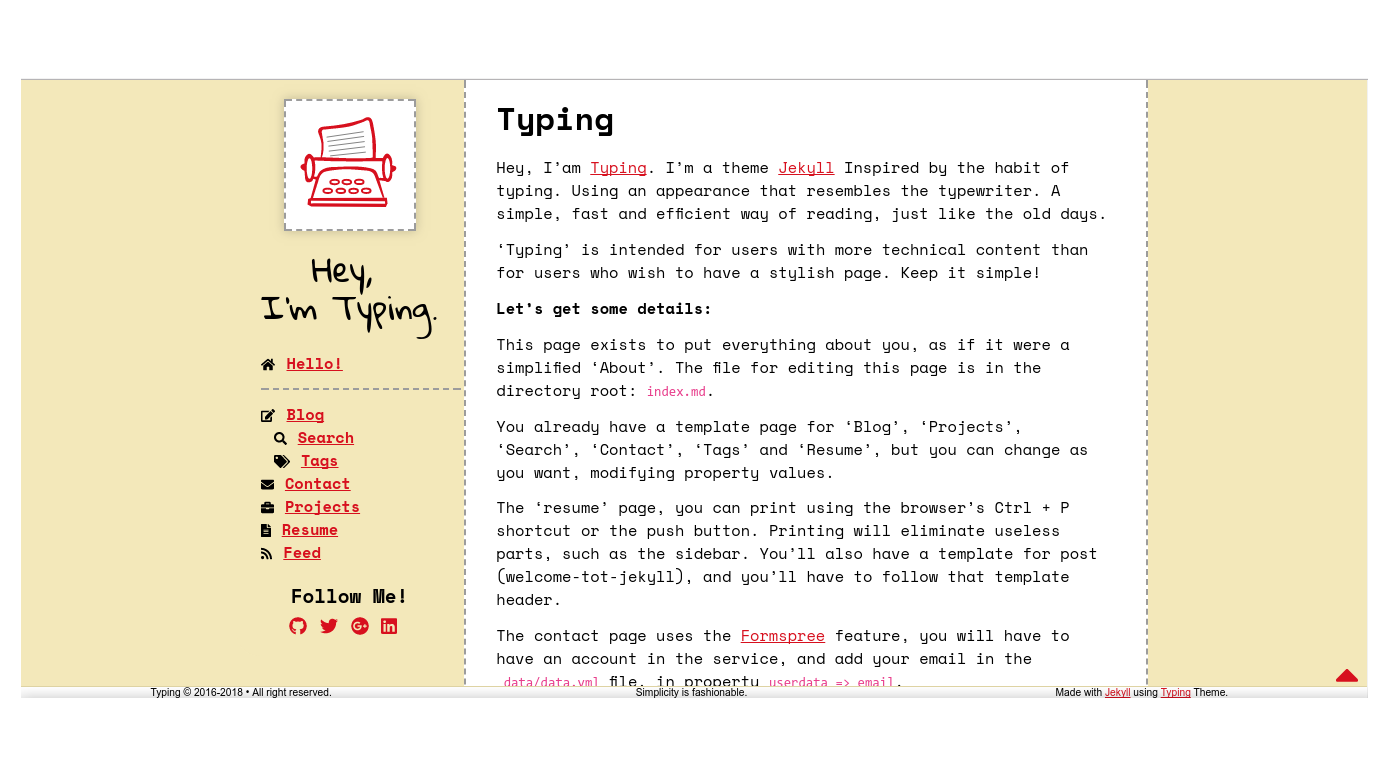 Hey,
I'm Typing.
Hello!
Blog
Search
Tags
Contact
Projects
Resume
Feed
Follow Me!
Typing
Hey, I’am Typing. I’m a theme Jekyll Inspired by the habit of
typing. Using an appearance that resembles the typewriter. A
simple, fast and efficient way of reading, just like the old days.
‘Typing’ is intended for users with more technical content than
for users who wish to have a stylish page. Keep it simple!
Let’s get some details:
This page exists to put everything about you, as if it were a
simplified ‘About’. The file for editing this page is in the
directory root: index.md.
You already have a template page for ‘Blog’, ‘Projects’,
‘Search’, ‘Contact’, ‘Tags’ and ‘Resume’, but you can change as
you want, modifying property values.
The ‘resume’ page, you can print using the browser’s Ctrl + P
shortcut or the push button. Printing will eliminate useless
parts, such as the sidebar. You’ll also have a template for post
(welcome-tot-jekyll), and you’ll have to follow that template
header.
The contact page uses the Formspree feature, you will have to
have an account in the service, and add your email in the
_data/data.yml file, in property userdata => email.
Typing © 2016-2018 • All right reserved.
Simplicity is fashionable.
Made with Jekyll using Typing Theme.